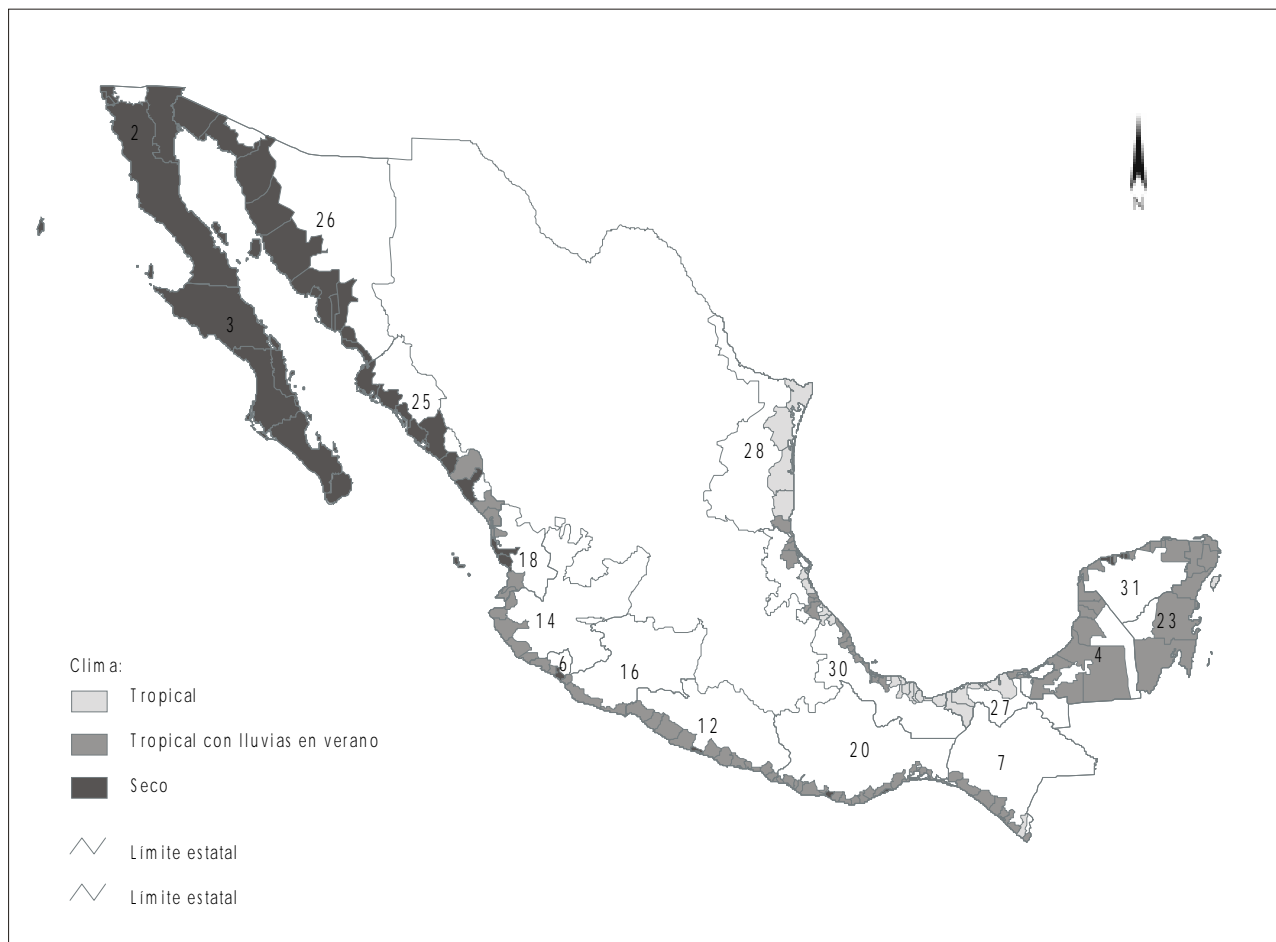 N
2
26
3
25
28
18
31
14
23
6
4
16
30
27
12
20
7
Clima:
Tropical
Tropical con lluvias en verano
Seco
Límite estatal
Límite estatal